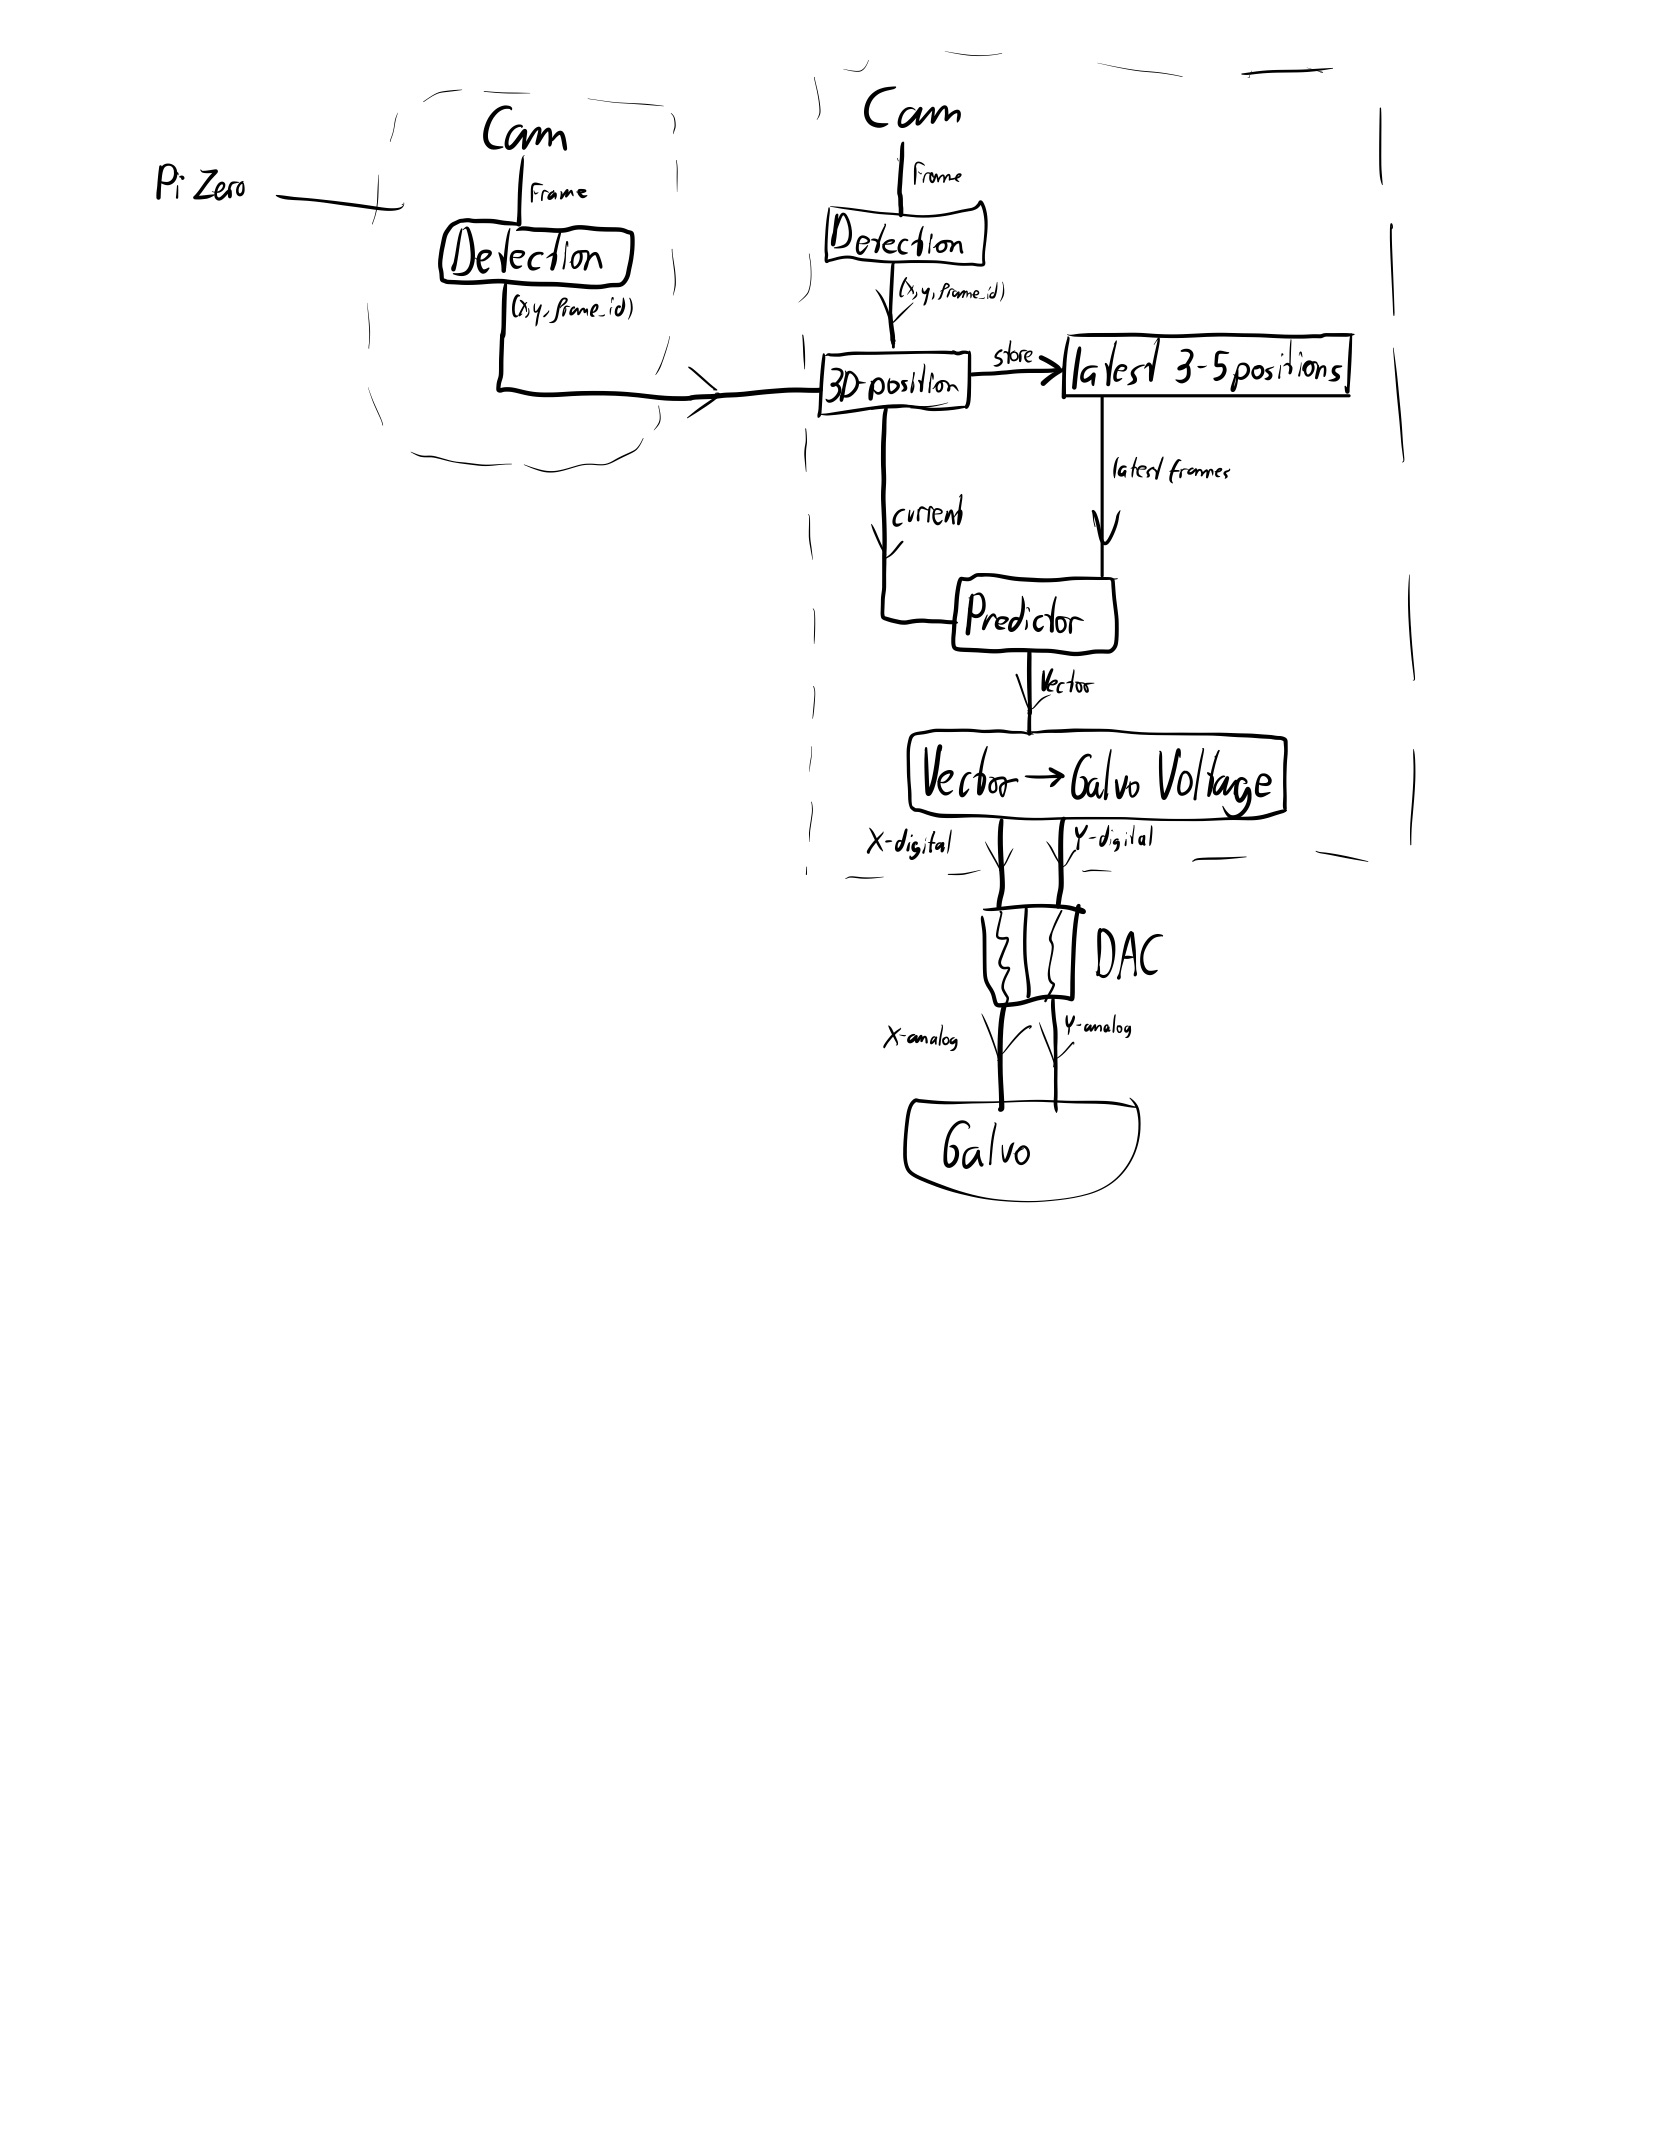 Cam
Frame
Pi Zero
Detection
(x,y, frame_id)
Cam
Frame
Detection
(x,y, frame_id)
3D-position
store
latest 3-5 positions
current
latest frames
Predictor
Vector
Vector → Galvo Voltage
X-digital
Y-digital
DAC
X-analog
Y-analog
Galvo